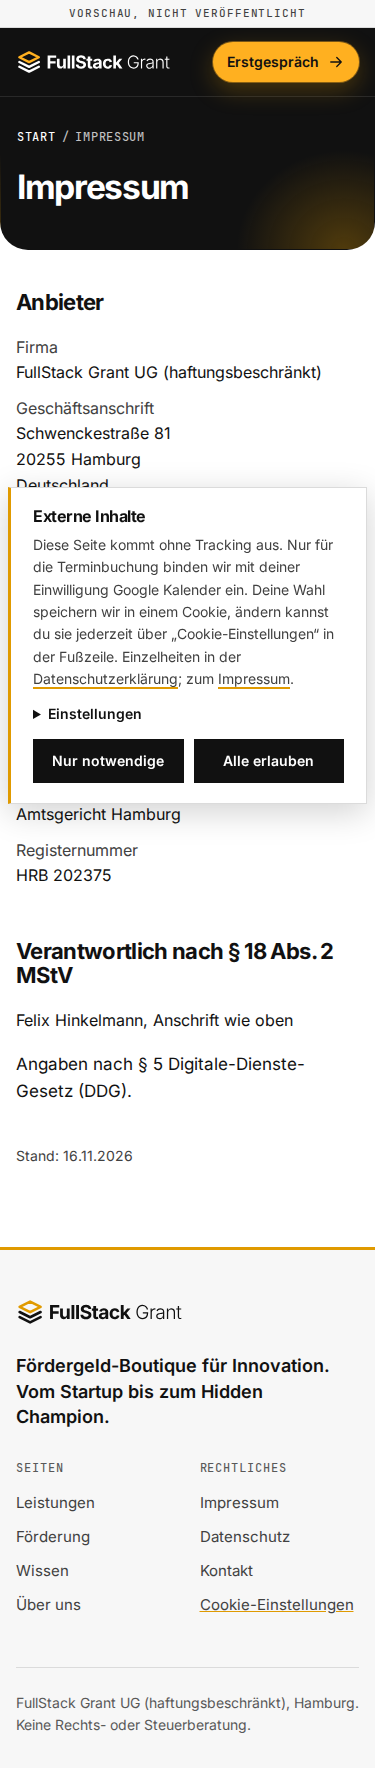 VORSCHAU, NICHT VERÖFFENTLICHT
FullStack Grant
Erstgespräch →
START / IMPRESSUM
Impressum
Anbieter
Firma
FullStack Grant UG (haftungsbeschränkt)
Geschäftsanschrift
Schwenckestraße 81
20255 Hamburg
Deutschland
Externe Inhalte
Diese Seite kommt ohne Tracking aus. Nur für
die Terminbuchung binden wir mit deiner
Einwilligung Google Kalender ein. Deine Wahl
speichern wir in einem Cookie, ändern kannst
du sie jederzeit über „Cookie-Einstellungen“ in
der Fußzeile. Einzelheiten in der
Datenschutzerklärung; zum Impressum.
Einstellungen
Nur notwendige
Alle erlauben
Amtsgericht Hamburg
Registernummer
HRB 202375
Verantwortlich nach § 18 Abs. 2
MStV
Felix Hinkelmann, Anschrift wie oben
Angaben nach § 5 Digitale-Dienste-
Gesetz (DDG).
Stand: 16.11.2026
FullStack Grant
Fördergeld-Boutique für Innovation.
Vom Startup bis zum Hidden
Champion.
SEITEN
Leistungen
Förderung
Wissen
Über uns
RECHTLICHES
Impressum
Datenschutz
Kontakt
Cookie-Einstellungen
FullStack Grant UG (haftungsbeschränkt), Hamburg.
Keine Rechts- oder Steuerberatung.